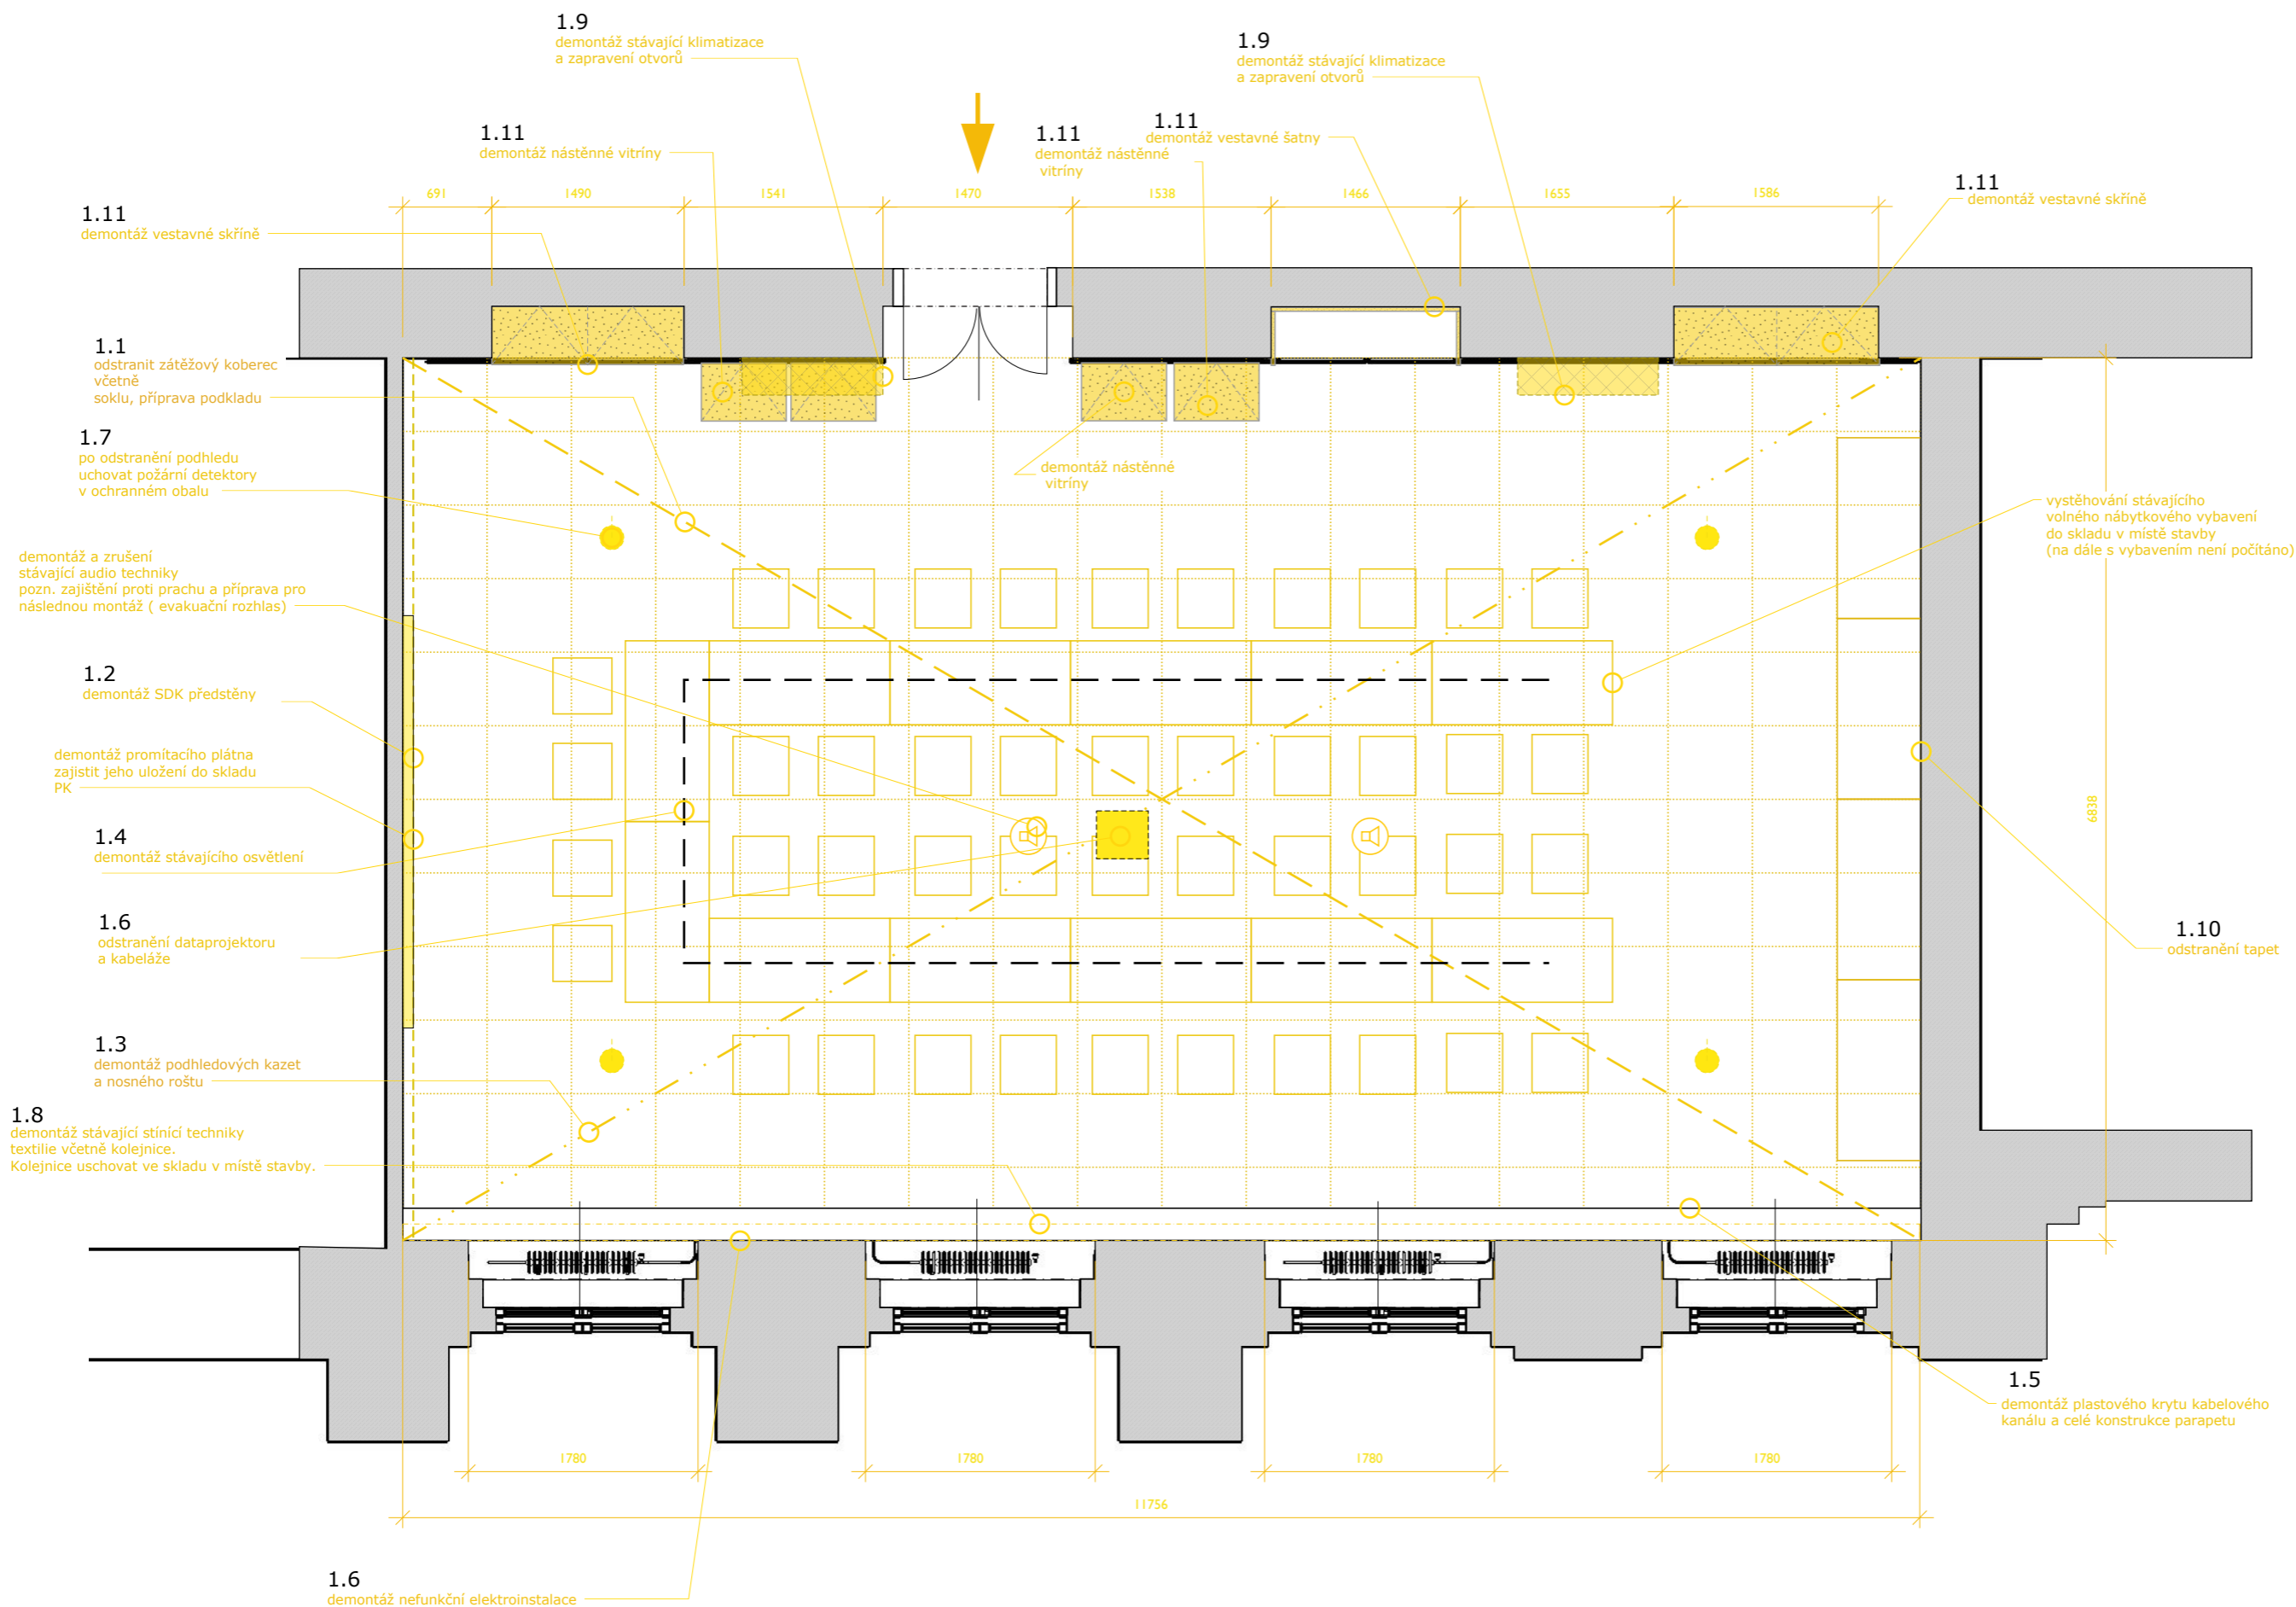 1.9
demontáž stávající klimatizace
a zapravení otvorů
1.9
demontáž stávající klimatizace
a zapravení otvorů
1.11
demontáž nástěnné vitríny
1.11
demontáž nástěnné
vitríny
1.11
demontáž vestavné šatny
1.11
demontáž vestavné skříně
691
1490
1541
1470
1538
1466
1655
1586
1.11
demontáž vestavné skříně
1.1
odstranit zátěžový koberec
včetně
soklu, příprava podkladu
1.7
po odstranění podhledu
uchovat požární detektory
v ochranném obalu
demontáž nástěnné
vitríny
vystěhování stávajícího
volného nábytkového vybavení
do skladu v místě stavby
(na dále s vybavením není počítáno)
demontáž a zrušení
stávající audio techniky
pozn. zajištění proti prachu a příprava pro
následnou montáž ( evakuační rozhlas)
1.2
demontáž SDK předstěny
demontáž promítacího plátna
zajistit jeho uložení do skladu
PK
6838
1.4
demontáž stávajícího osvětlení
1.6
odstranění dataprojektoru
a kabeláže
1.10
odstranění tapet
1.3
demontáž podhledových kazet
a nosného roštu
1.8
demontáž stávající stínící techniky
textilie včetně kolejnice.
Kolejnice uschovat ve skladu v místě stavby.
1.5
demontáž plastového krytu kabelového
kanálu a celé konstrukce parapetu
1780
1780
1780
1780
11756
1.6
demontáž nefunkční elektroinstalace